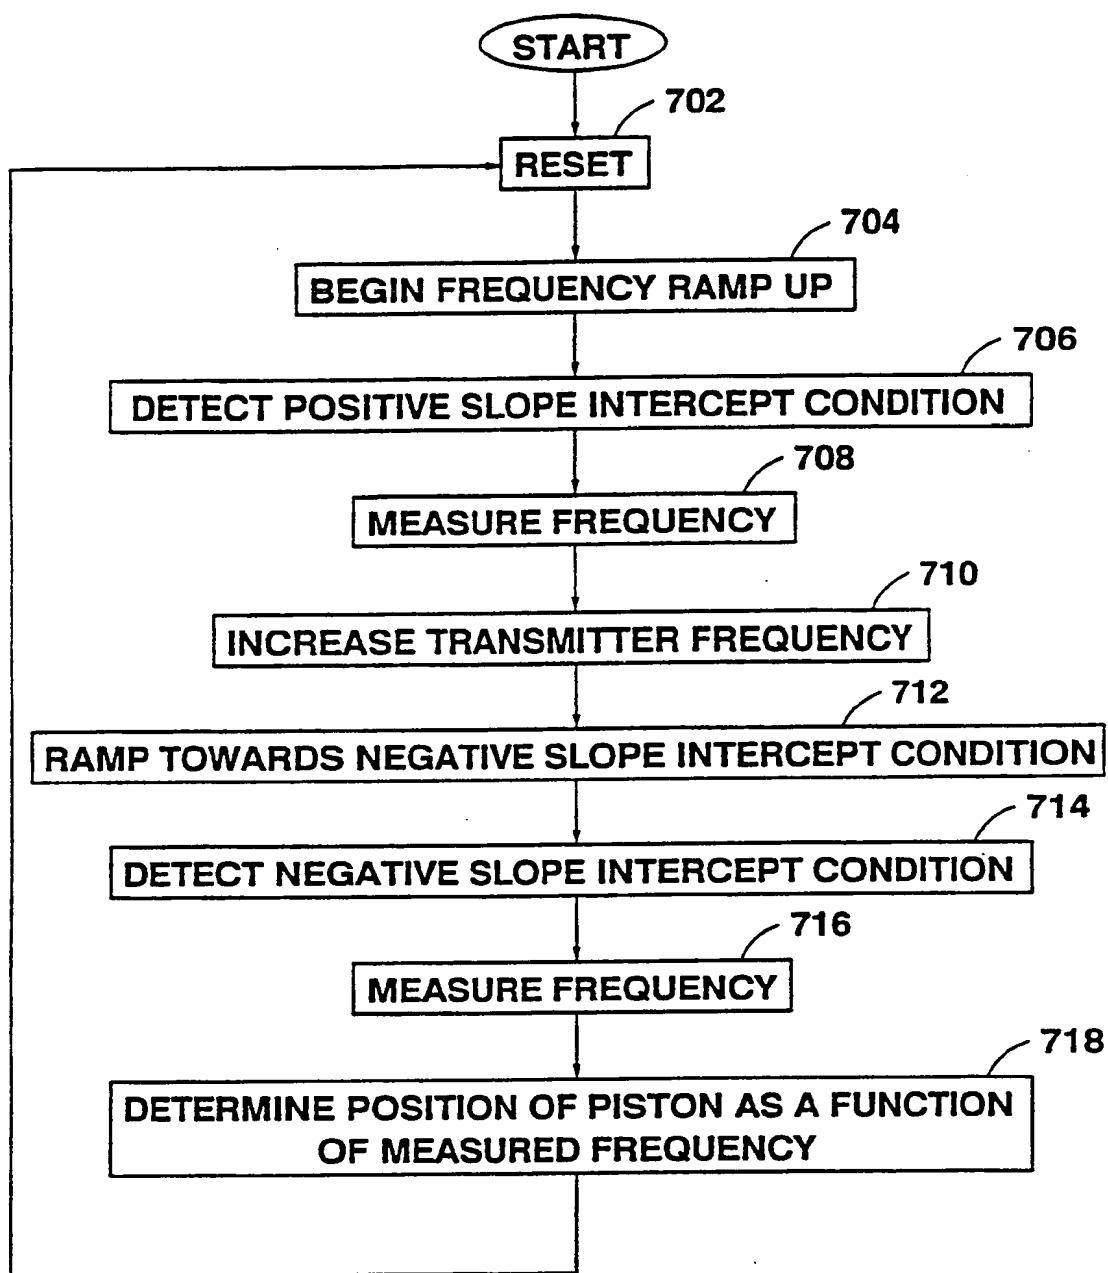 START
702
RESET
704
BEGIN FREQUENCY RAMP UP
706
DETECT POSITIVE SLOPE INTERCEPT CONDITION
708
MEASURE FREQUENCY
710
INCREASE TRANSMITTER FREQUENCY
712
RAMP TOWARDS NEGATIVE SLOPE INTERCEPT CONDITION
714
DETECT NEGATIVE SLOPE INTERCEPT CONDITION
716
MEASURE FREQUENCY
718
DETERMINE POSITION OF PISTON AS A FUNCTION
OF MEASURED FREQUENCY